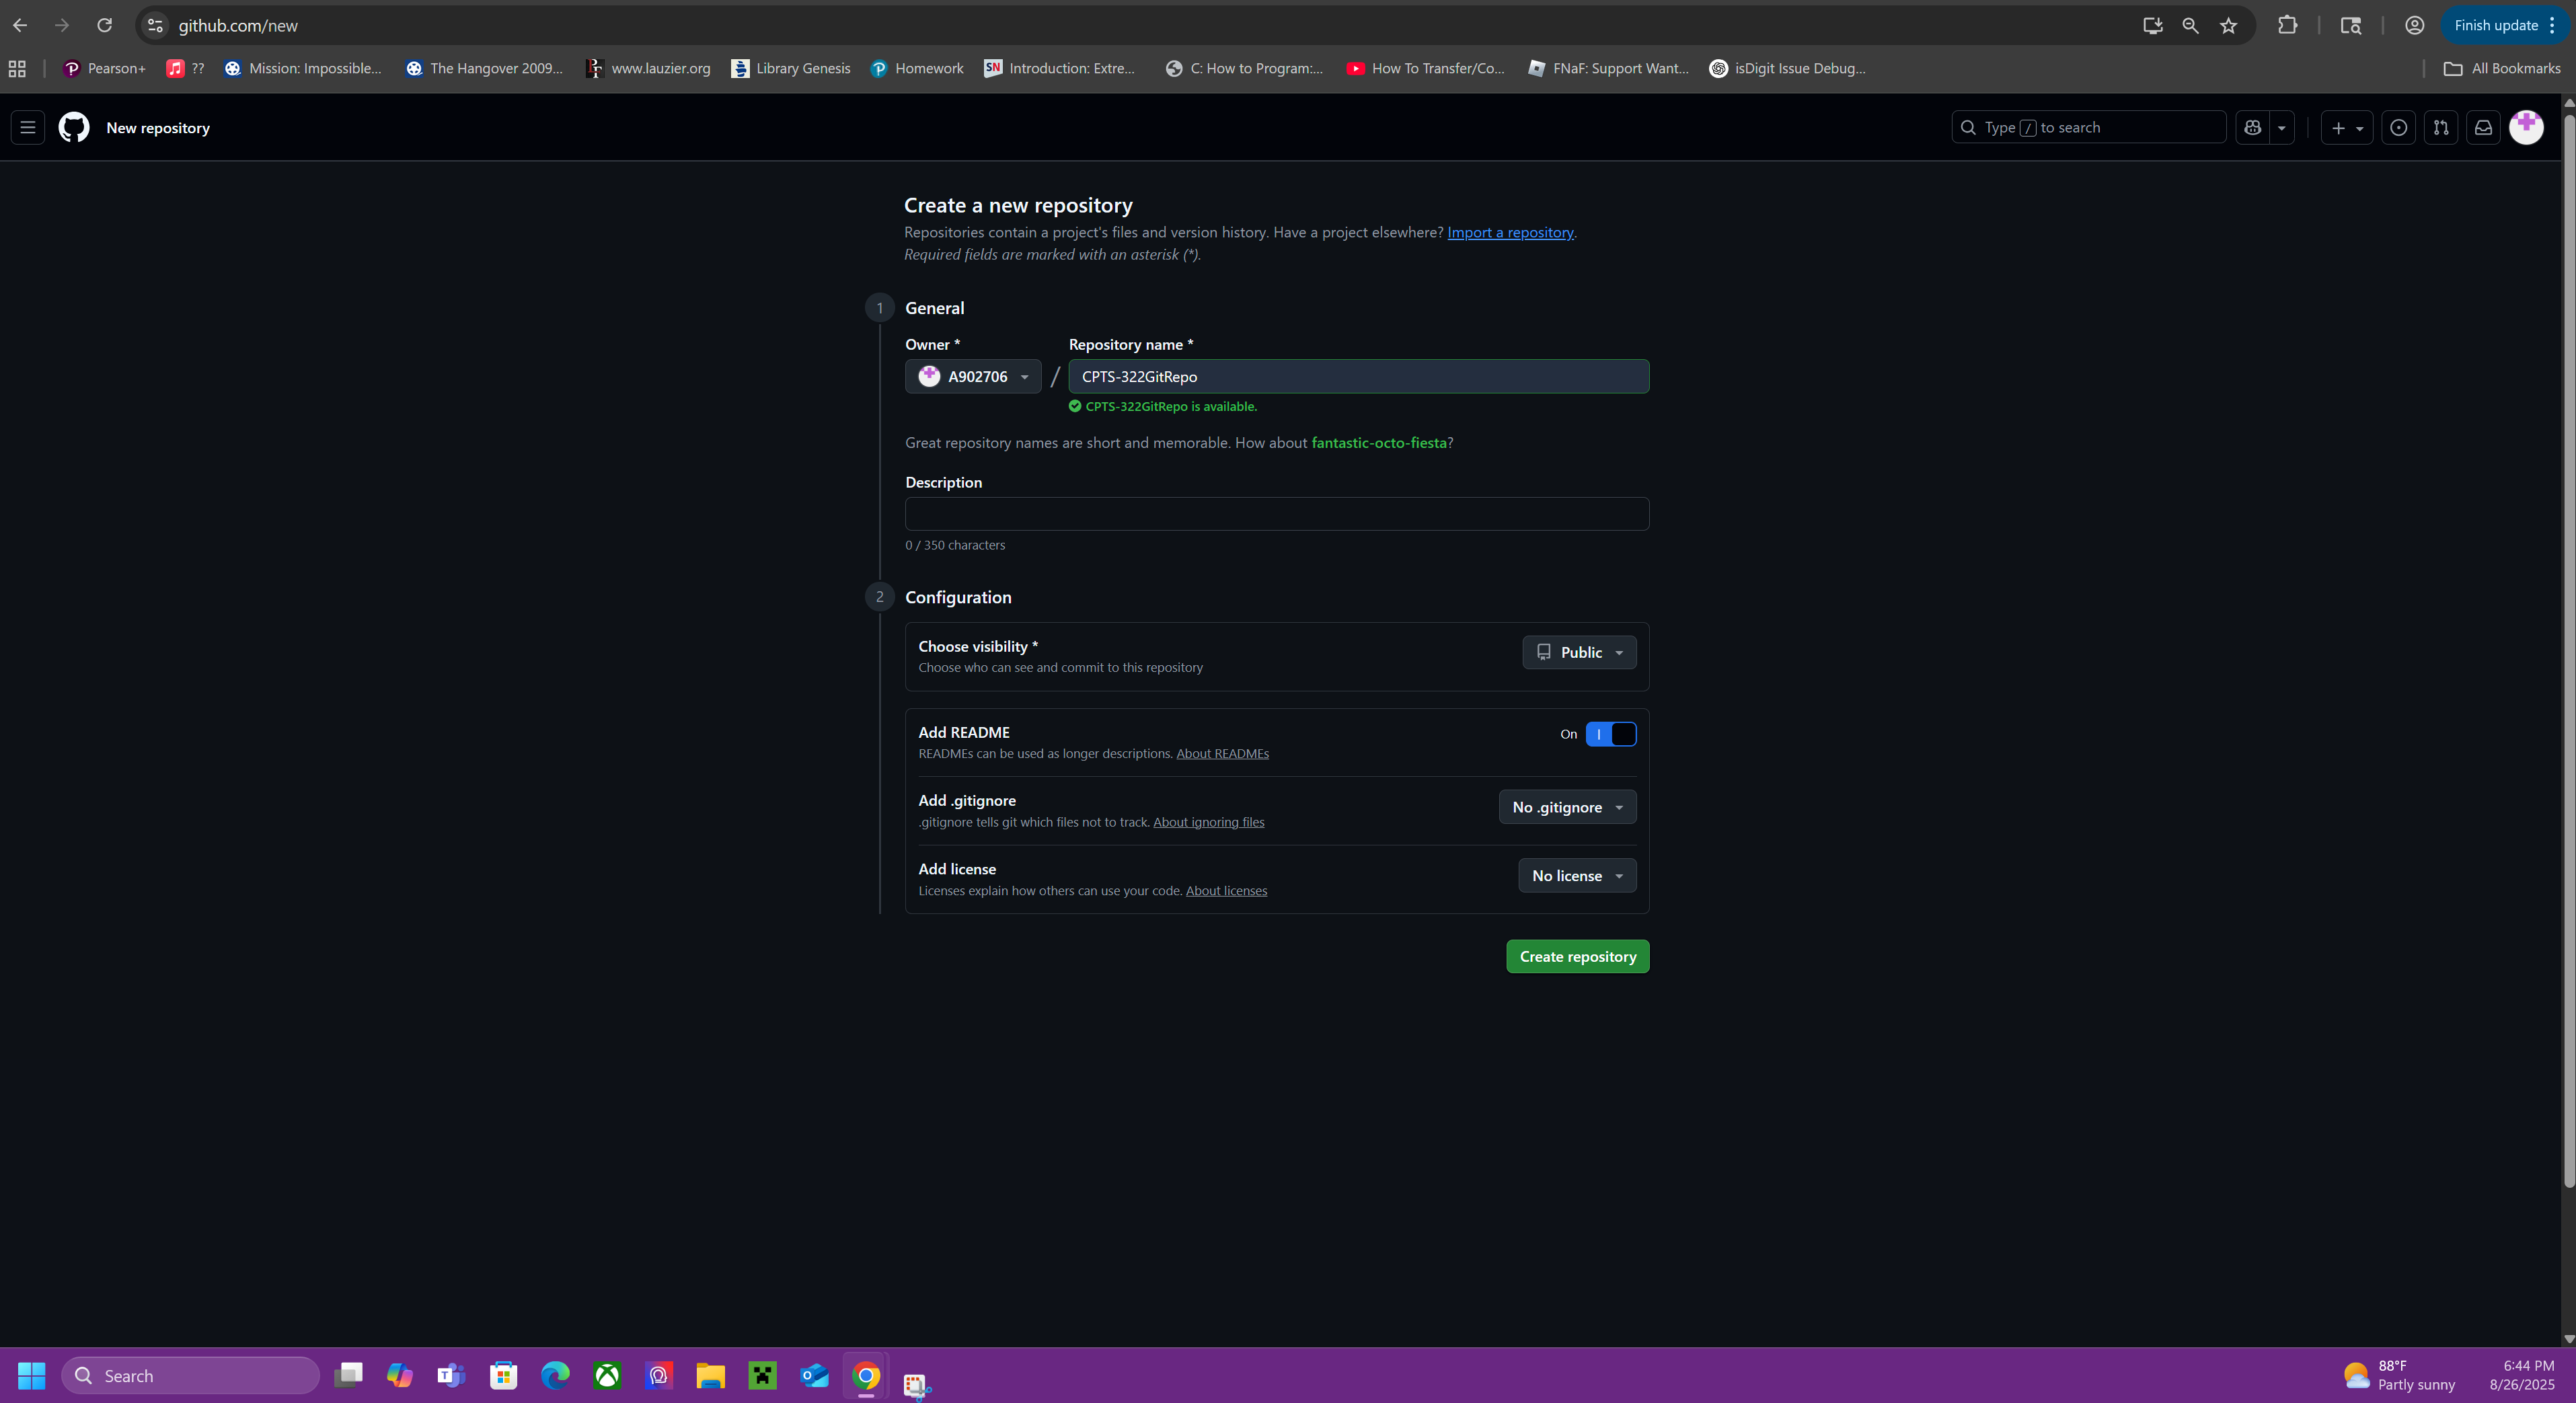 github.com/new
Finish update
Pearson+
??
Mission: Impossible...
The Hangover 2009...
www.lauzier.org
Library Genesis
Homework
SN
Introduction: Extre...
C: How to Program:...
How To Transfer/Co...
FNaF: Support Want...
isDigit Issue Debug...
All Bookmarks
New repository
Type / to search
Create a new repository
Repositories contain a project's files and version history. Have a project elsewhere? Import a repository.
Required fields are marked with an asterisk (*).
1 General
Owner * Repository name *
A902706 / CPTS-322GitRepo
CPTS-322GitRepo is available.
Great repository names are short and memorable. How about fantastic-octo-fiesta?
Description
0 / 350 characters
2 Configuration
Choose visibility *
Public
Choose who can see and commit to this repository
Add README
On
READMEs can be used as longer descriptions. About READMEs
Add .gitignore
No .gitignore
.gitignore tells git which files not to track. About ignoring files
Add license
No license
Licenses explain how others can use your code. About licenses
Create repository
Search
88°F
Partly sunny
6:44 PM
8/26/2025